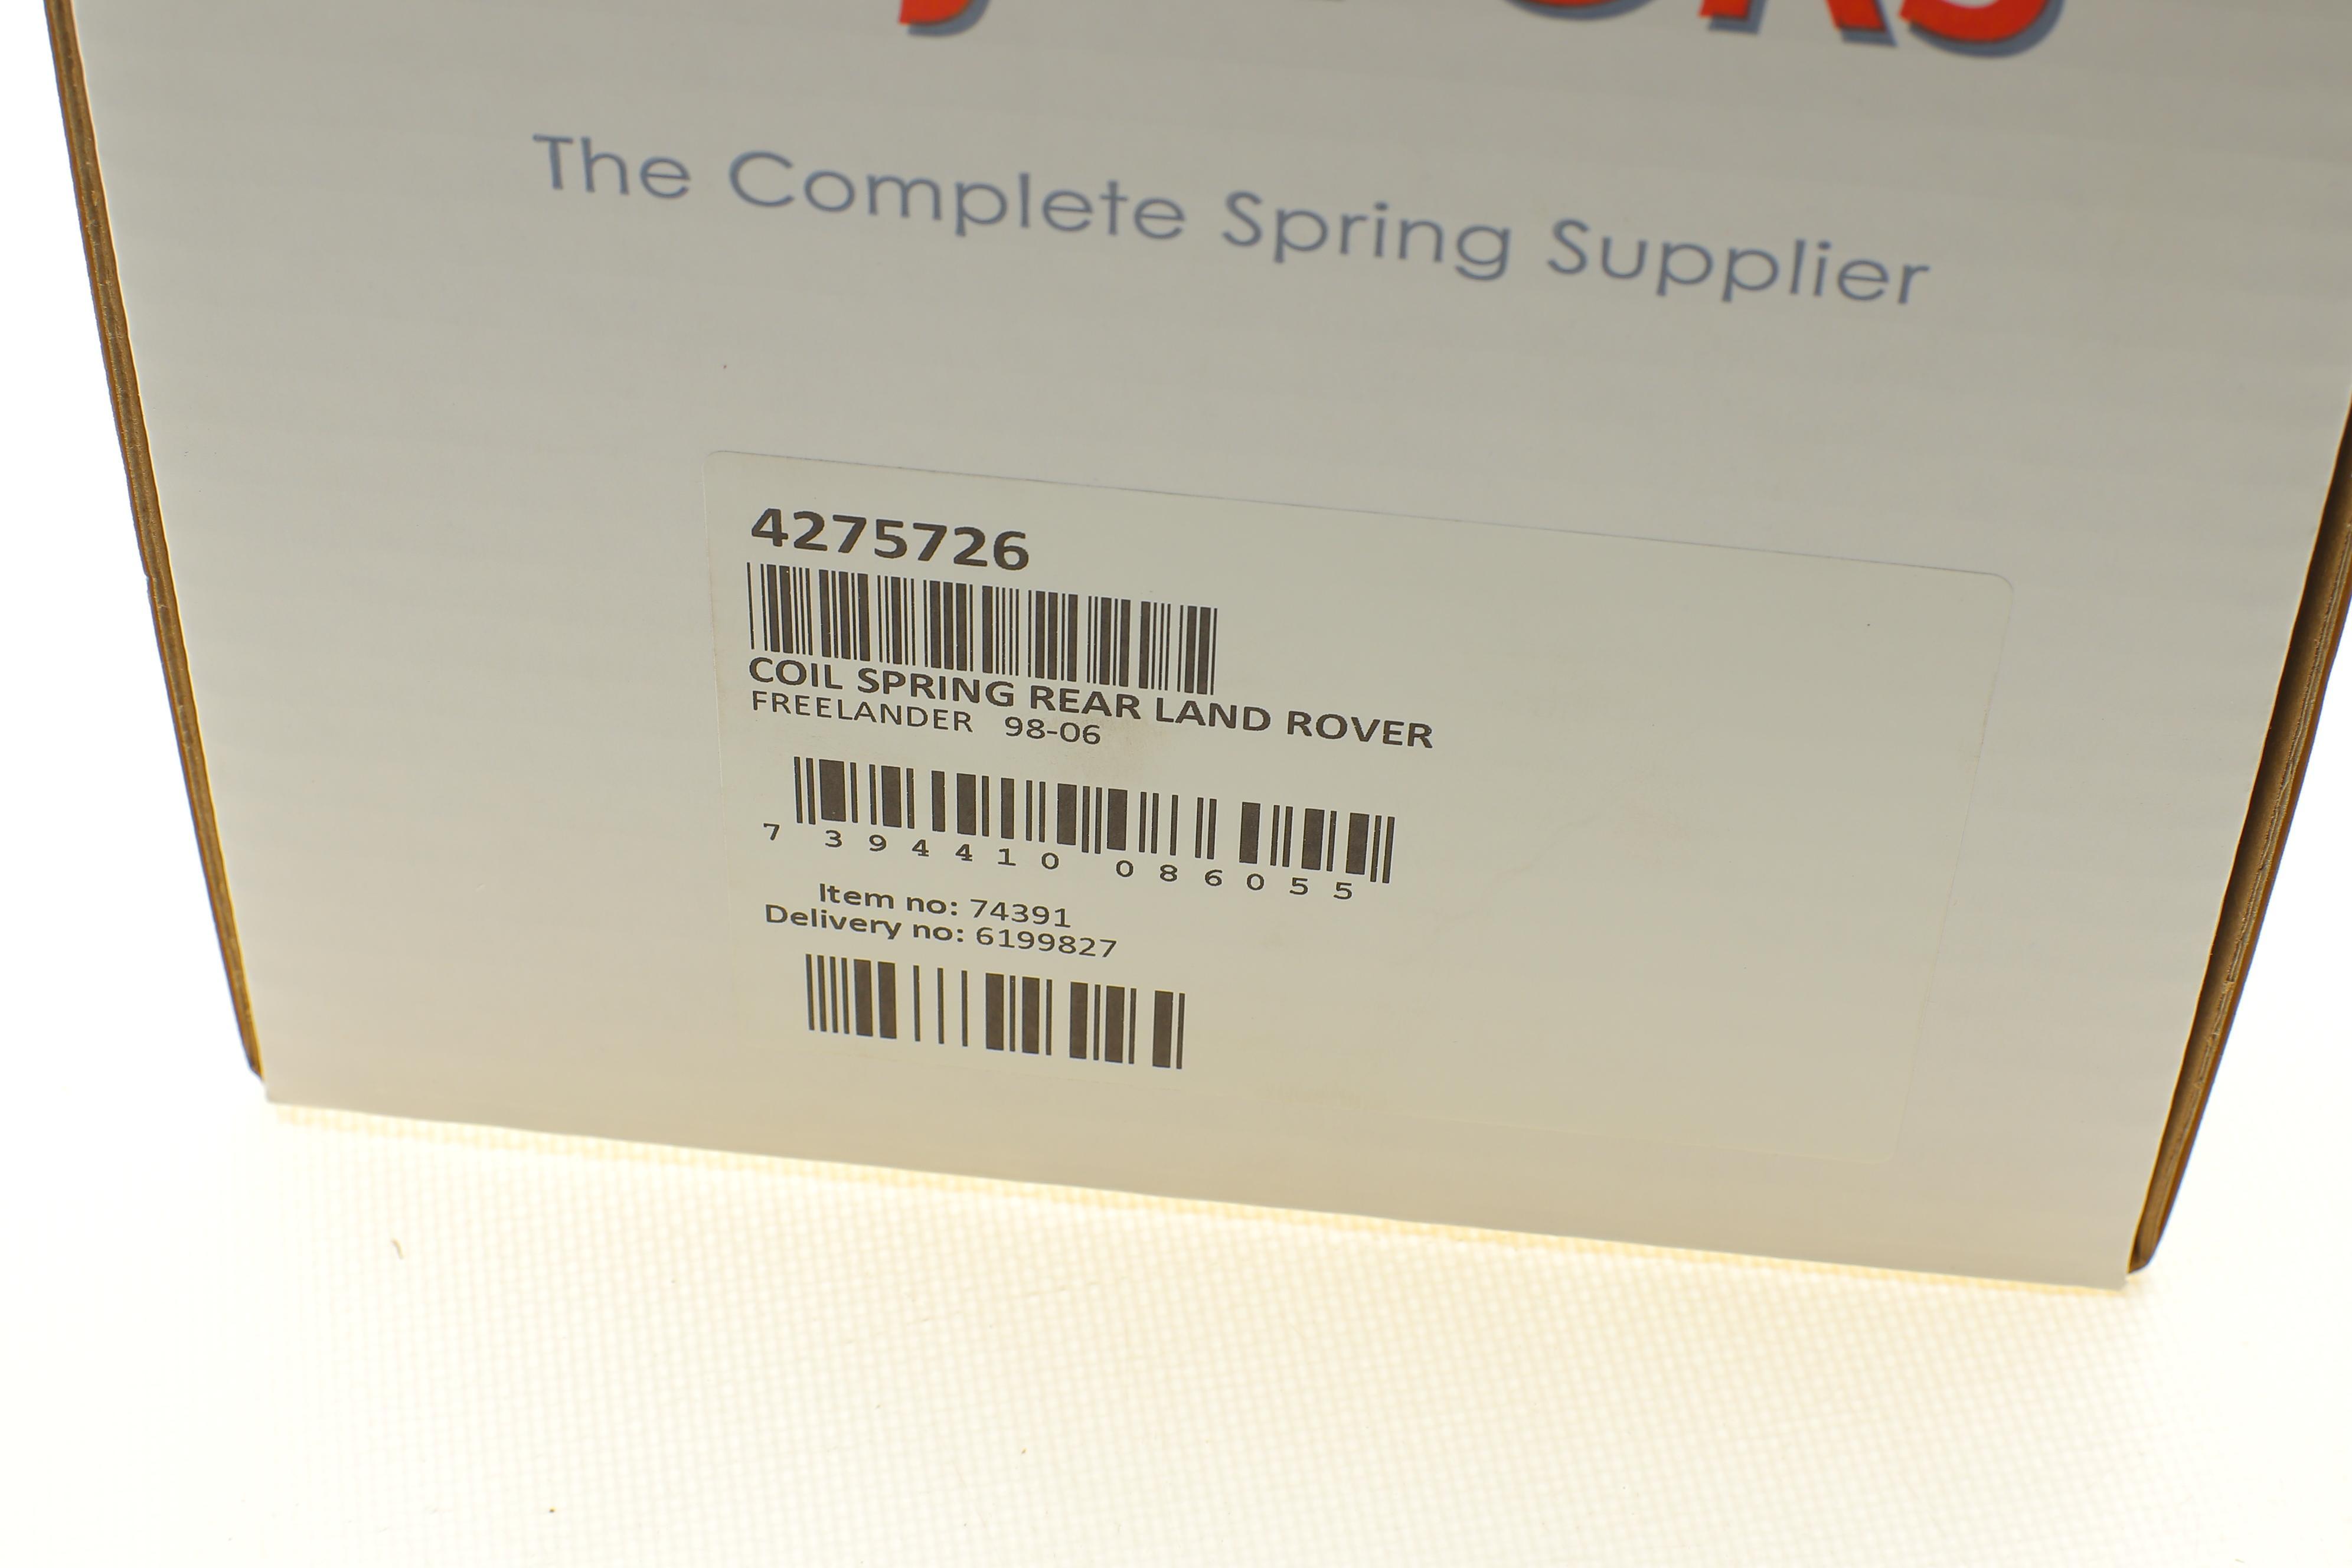 The Complete Spring Supplier
4275726
COIL SPRING REAR LAND ROVER
FREELANDER 98-06
7 394410 086055
Item no: 74391
Delivery no: 6199827